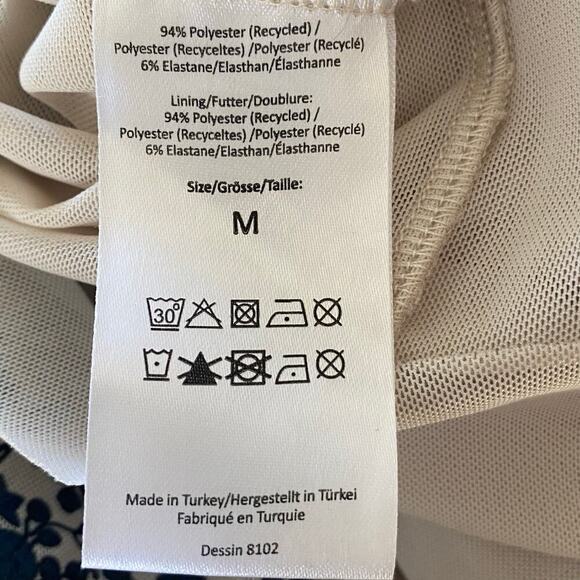 94% Polyester (Recycled) /
Polyester (Recyceltes) /Polyester (Recyclé)
6% Elastane/Elasthan/Élasthanne
Lining/Futter/Doublure:
94% Polyester (Recycled) /
Polyester (Recyceltes) /Polyester (Recyclé)
6% Elastane/Elasthan/Élasthanne
Size/Grösse/Taille:
M
30°
Made in Turkey/Hergestellt in Türkei
Fabriqué en Turquie
Dessin 8102